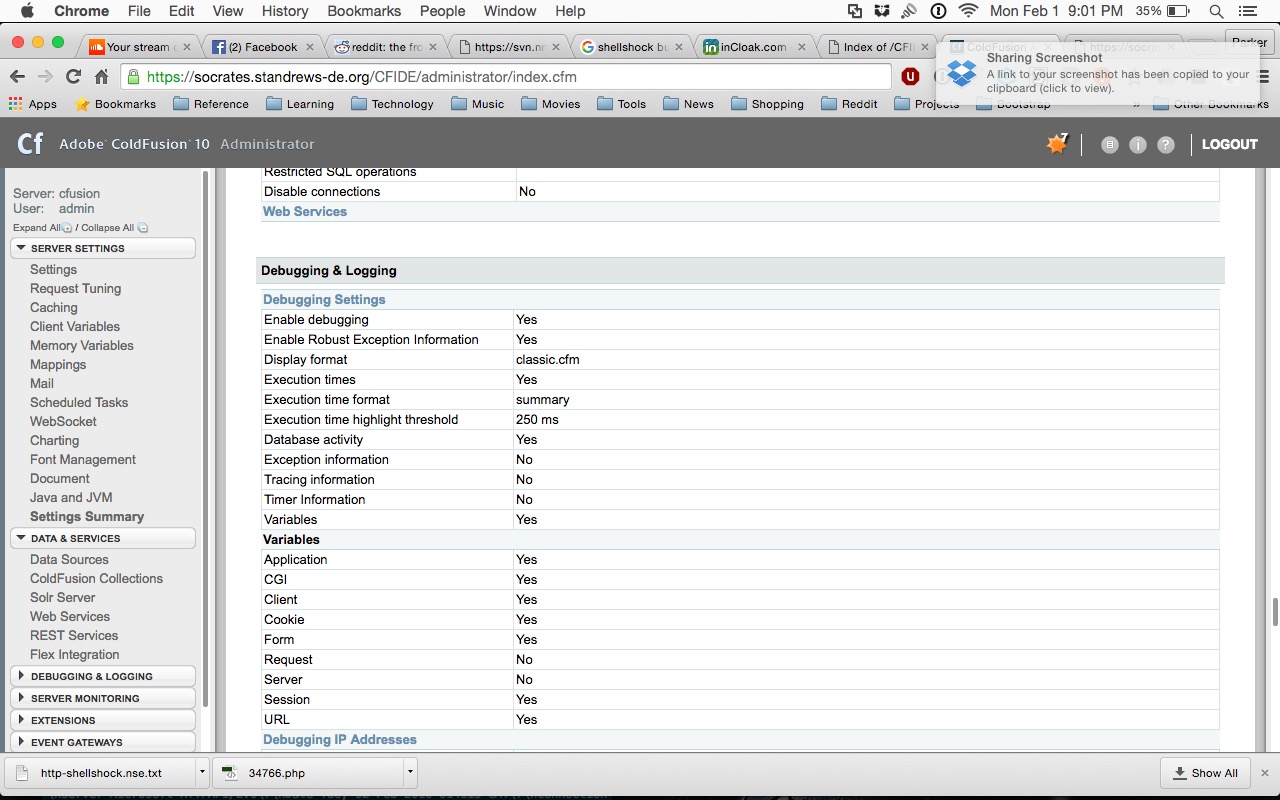 Chrome File Edit View History Bookmarks People Window Help Mon Feb 1 9:01 PM 35%
Your stream (2) Facebook reddit: the fro https://svn.n shellshock bu inCloak.com Index of /CFI ColdFusion https://socra Parker
Sharing Screenshot
A link to your screenshot has been copied to your
clipboard (click to view).
https://socrates.standrews-de.org/CFIDE/administrator/index.cfm
Apps Bookmarks Reference Learning Technology Music Movies Tools News Shopping Reddit Projects Bootstrap » Other Bookmarks
Cf Adobe® ColdFusion® 10 Administrator 7 LOGOUT
Server: cfusion
User: admin
Expand All / Collapse All
SERVER SETTINGS
Settings
Request Tuning
Caching
Client Variables
Memory Variables
Mappings
Mail
Scheduled Tasks
WebSocket
Charting
Font Management
Document
Java and JVM
Settings Summary
DATA & SERVICES
Data Sources
ColdFusion Collections
Solr Server
Web Services
REST Services
Flex Integration
DEBUGGING & LOGGING
SERVER MONITORING
EXTENSIONS
EVENT GATEWAYS
Restricted SQL operations
Disable connections No
Web Services
Debugging & Logging
Debugging Settings
Enable debugging Yes
Enable Robust Exception Information Yes
Display format classic.cfm
Execution times Yes
Execution time format summary
Execution time highlight threshold 250 ms
Database activity Yes
Exception information No
Tracing information No
Timer Information No
Variables Yes
Variables
Application Yes
CGI Yes
Client Yes
Cookie Yes
Form Yes
Request No
Server No
Session Yes
URL Yes
Debugging IP Addresses
http-shellshock.nse.txt 34766.php Show All